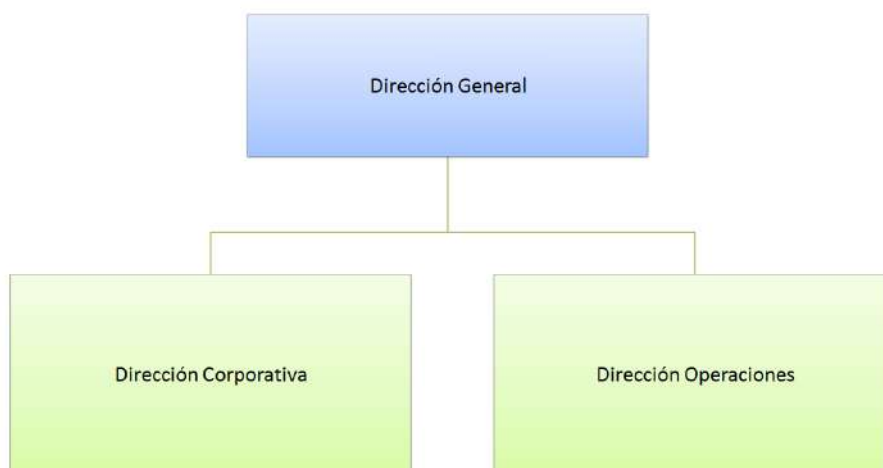 Dirección General
Dirección Corporativa
Dirección Operaciones